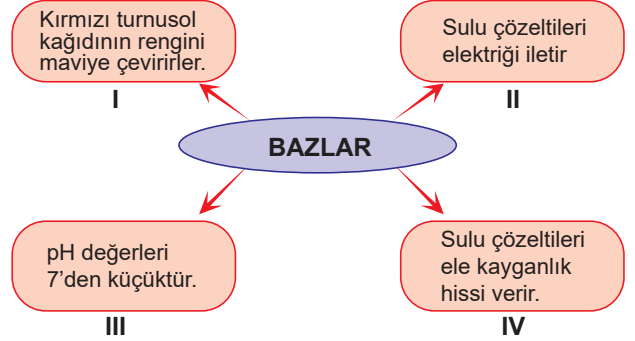 Kırmızı turnusol
kağıdının rengini
maviye çevirirler.
I
Sulu çözeltileri
elektriği iletir
II
BAZLAR
pH değerleri
7’den küçüktür.
III
Sulu çözeltileri
ele kayganlık
hissi verir.
IV